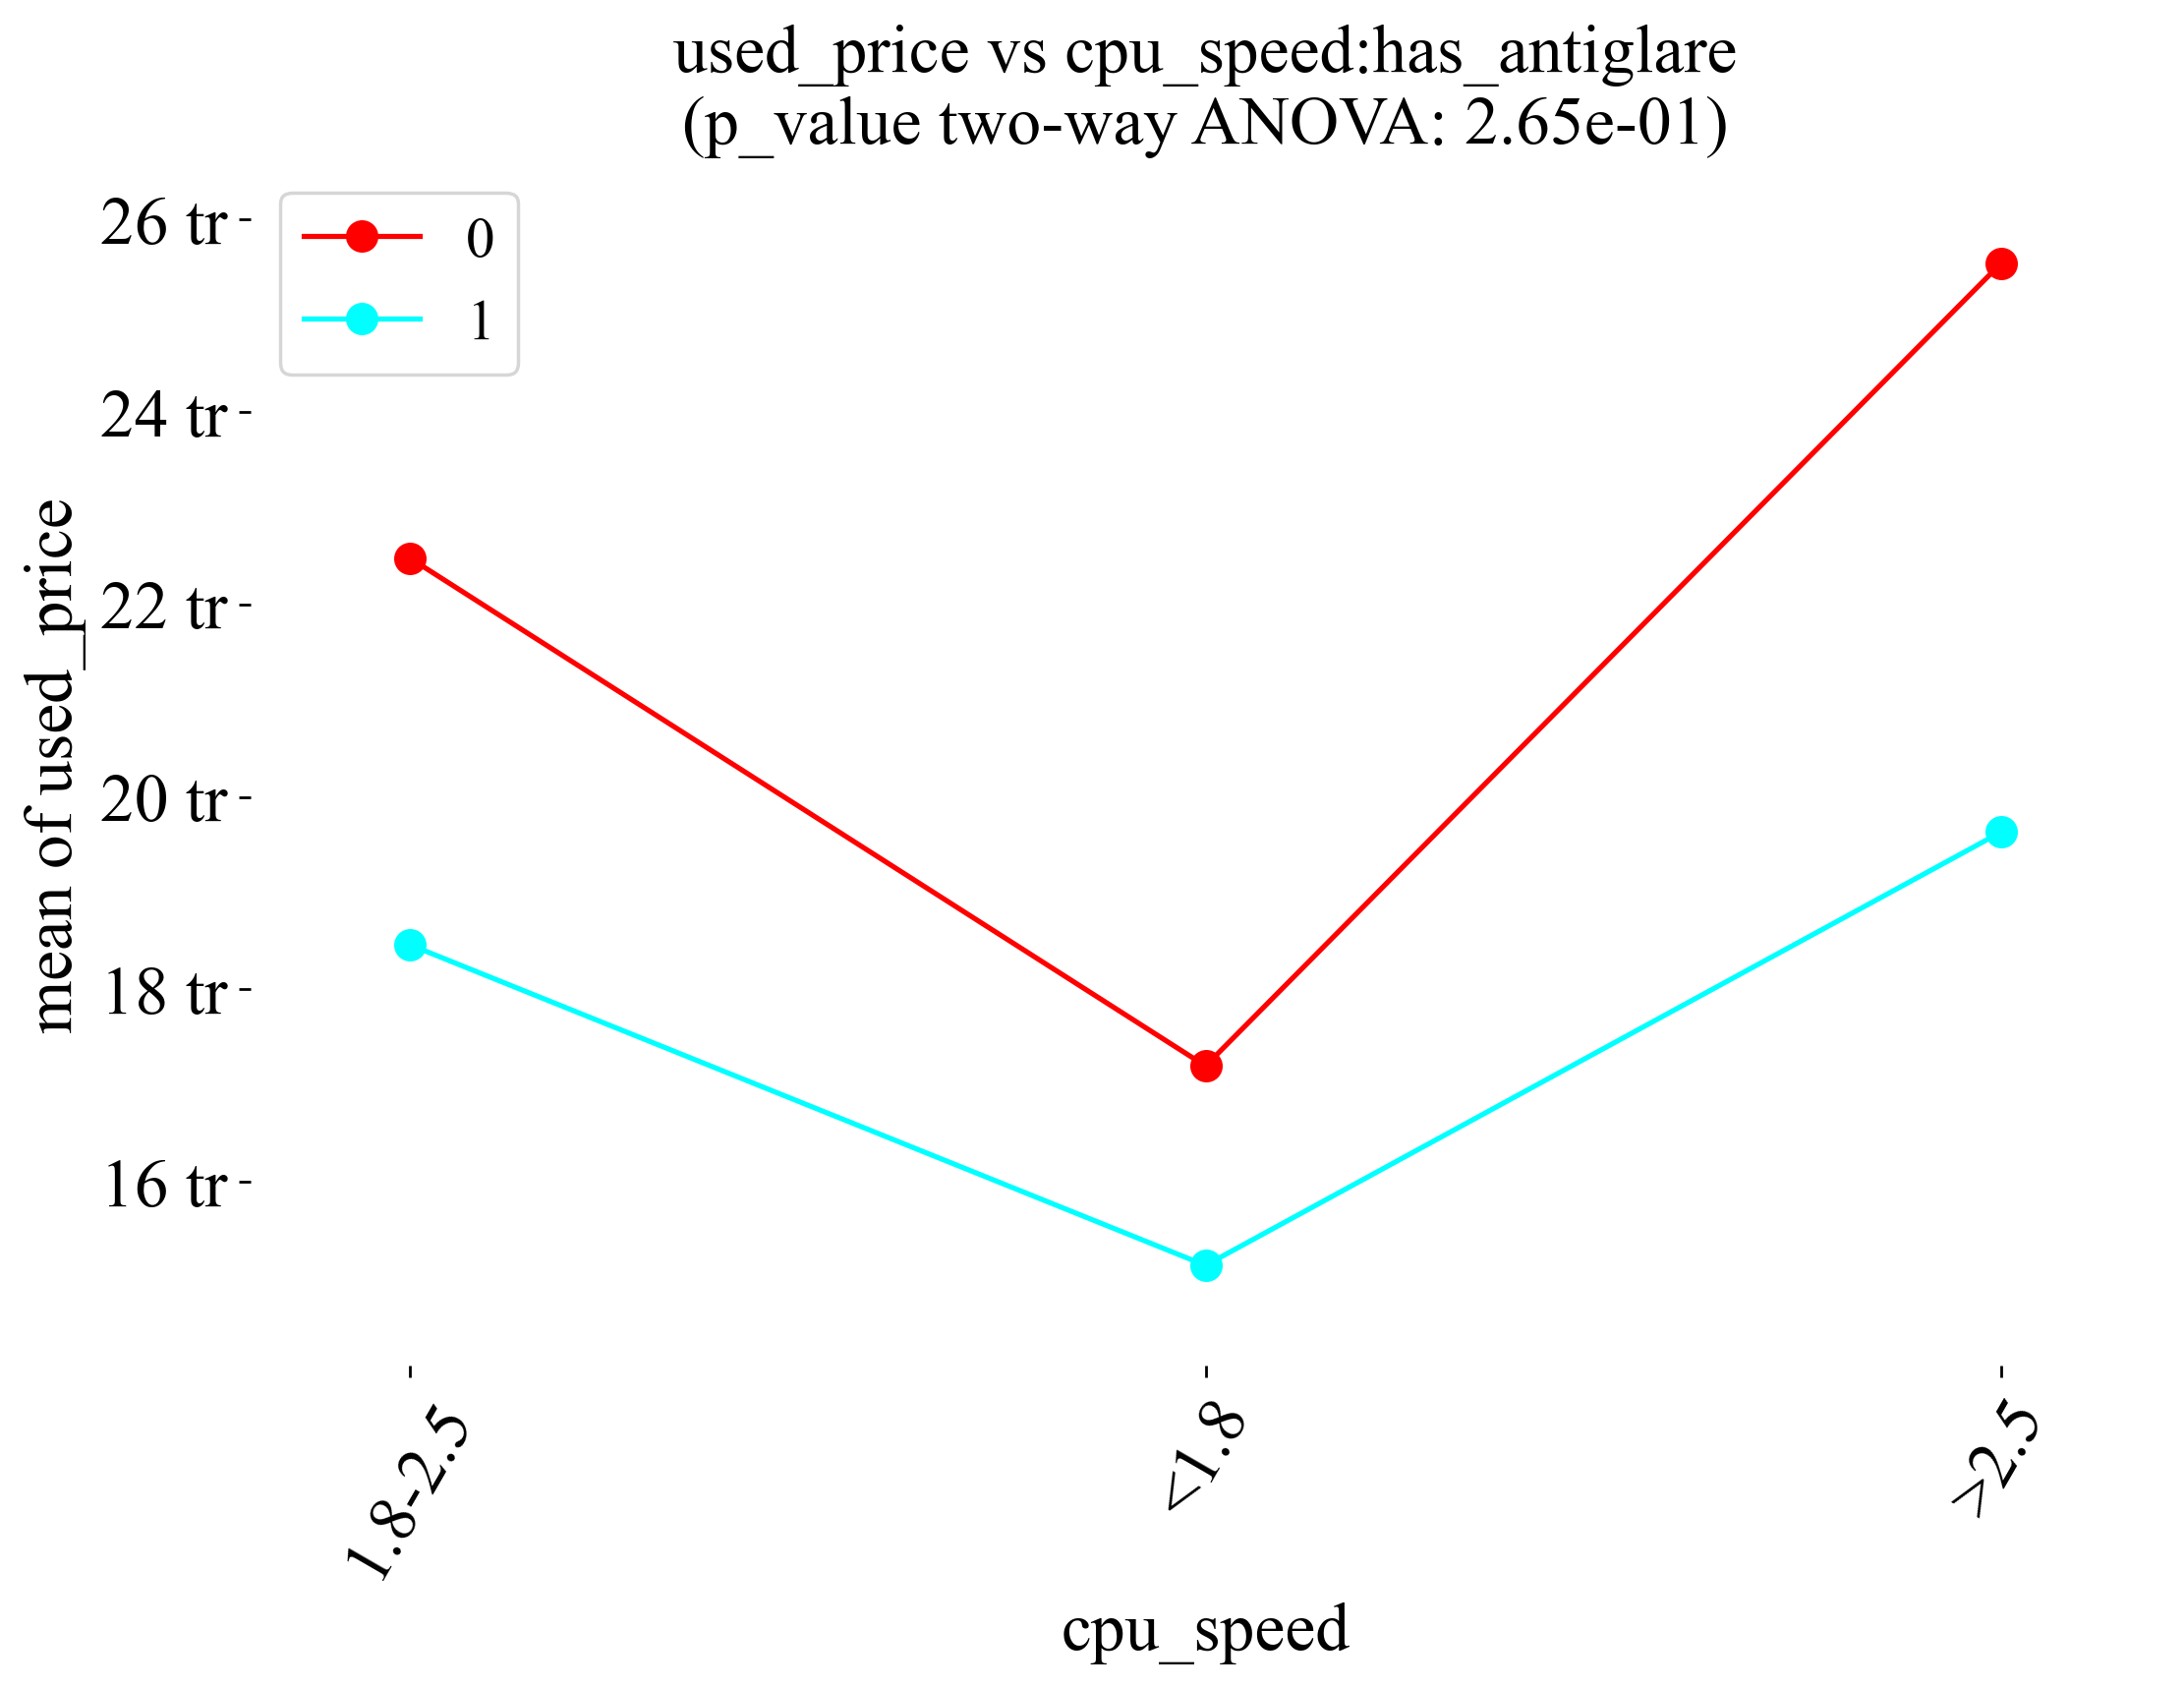 used_price vs cpu_speed:has_antiglare
(p_value two-way ANOVA: 2.65e-01)
0
1
26 tr
24 tr
22 tr
20 tr
18 tr
16 tr
mean of used_price
1.8-2.5
<1.8
>2.5
cpu_speed